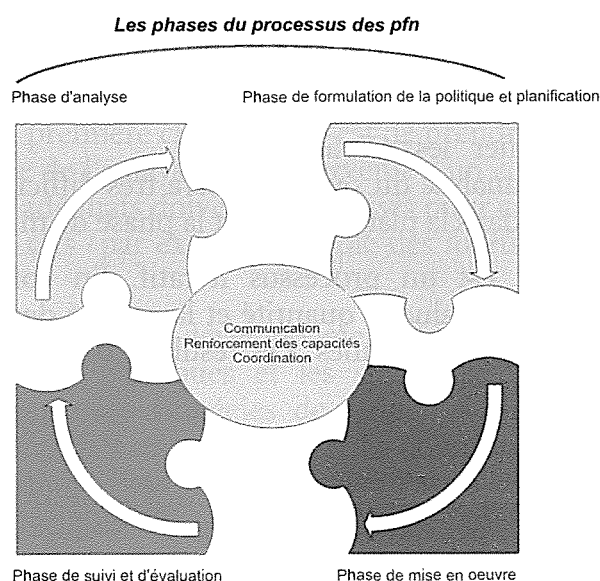 Les phases du processus des pfn
Phase d'analyse
Phase de formulation de la politique et planification
Communication
Renforcement des capacités
Coordination
Phase de suivi et d'évaluation
Phase de mise en oeuvre